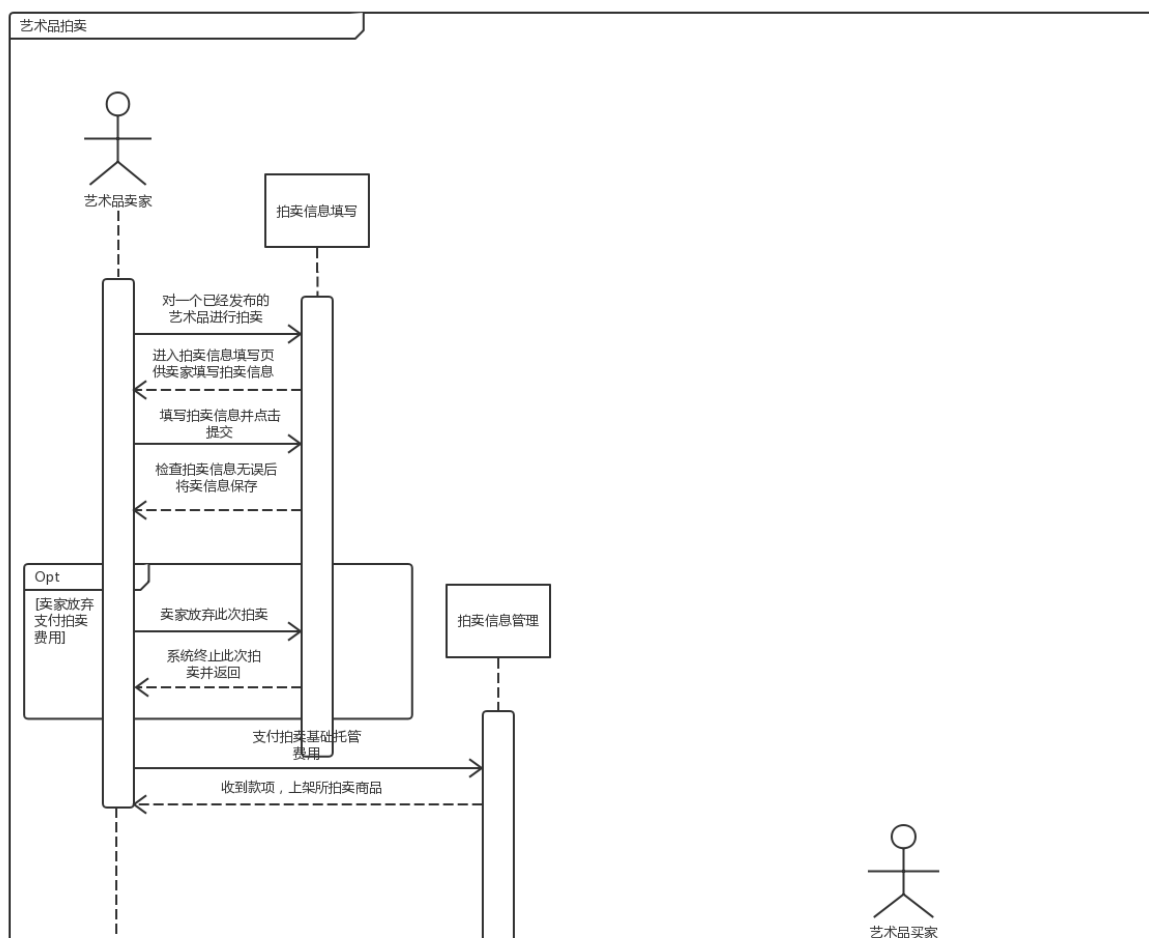 艺术品拍卖
艺术品卖家
拍卖信息填写
对一个已经发布的
艺术品进行拍卖
进入拍卖信息填写页
供卖家填写拍卖信息
填写拍卖信息并点击
提交
检查拍卖信息无误后
将卖信息保存
Opt
[卖家放弃
支付拍卖
费用]
卖家放弃此次拍卖
拍卖信息管理
系统终止此次拍
卖并返回
支付拍卖基础托管
费用
收到款项，上架所拍卖商品
艺术品买家